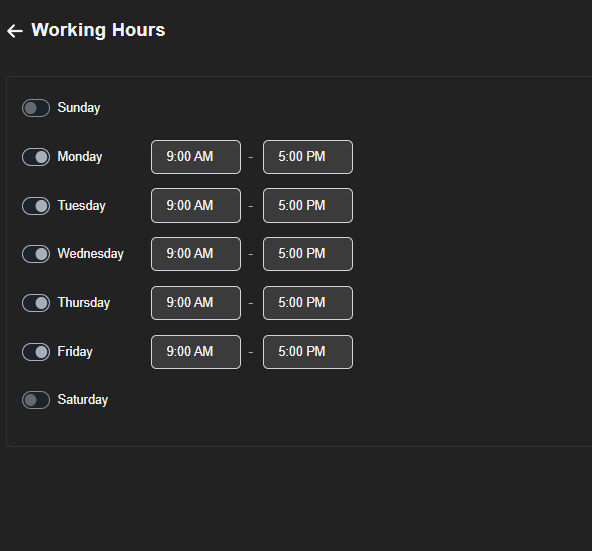 Working Hours
Sunday
Monday 9:00 AM - 5:00 PM
Tuesday 9:00 AM - 5:00 PM
Wednesday 9:00 AM - 5:00 PM
Thursday 9:00 AM - 5:00 PM
Friday 9:00 AM - 5:00 PM
Saturday